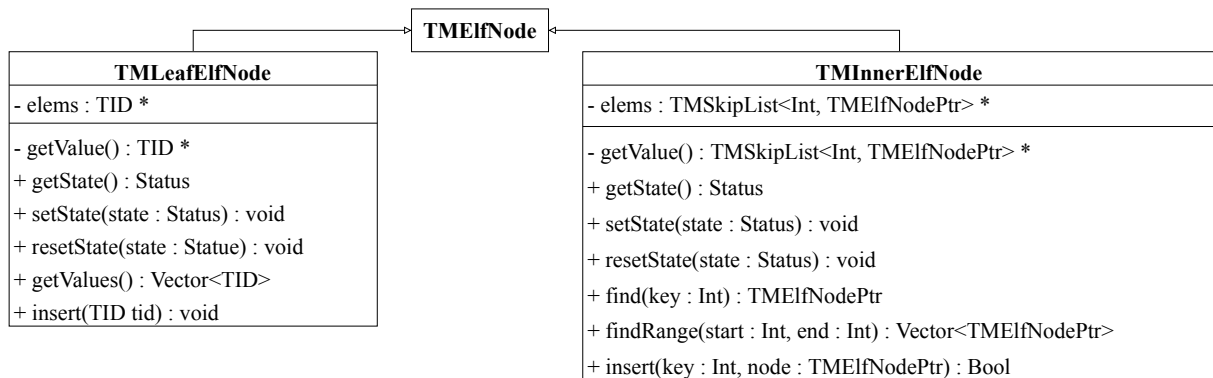 TMElfNode
TMLeafElfNode
- elems : TID *
- getValue() : TID *
+ getState() : Status
+ setState(state : Status) : void
+ resetState(state : Statue) : void
+ getValues() : Vector<TID>
+ insert(TID tid) : void
TMInnerElfNode
- elems : TMSkipList<Int, TMElfNodePtr> *
- getValue() : TMSkipList<Int, TMElfNodePtr> *
+ getState() : Status
+ setState(state : Status) : void
+ resetState(state : Status) : void
+ find(key : Int) : TMElfNodePtr
+ findRange(start : Int, end : Int) : Vector<TMElfNodePtr>
+ insert(key : Int, node : TMElfNodePtr) : Bool